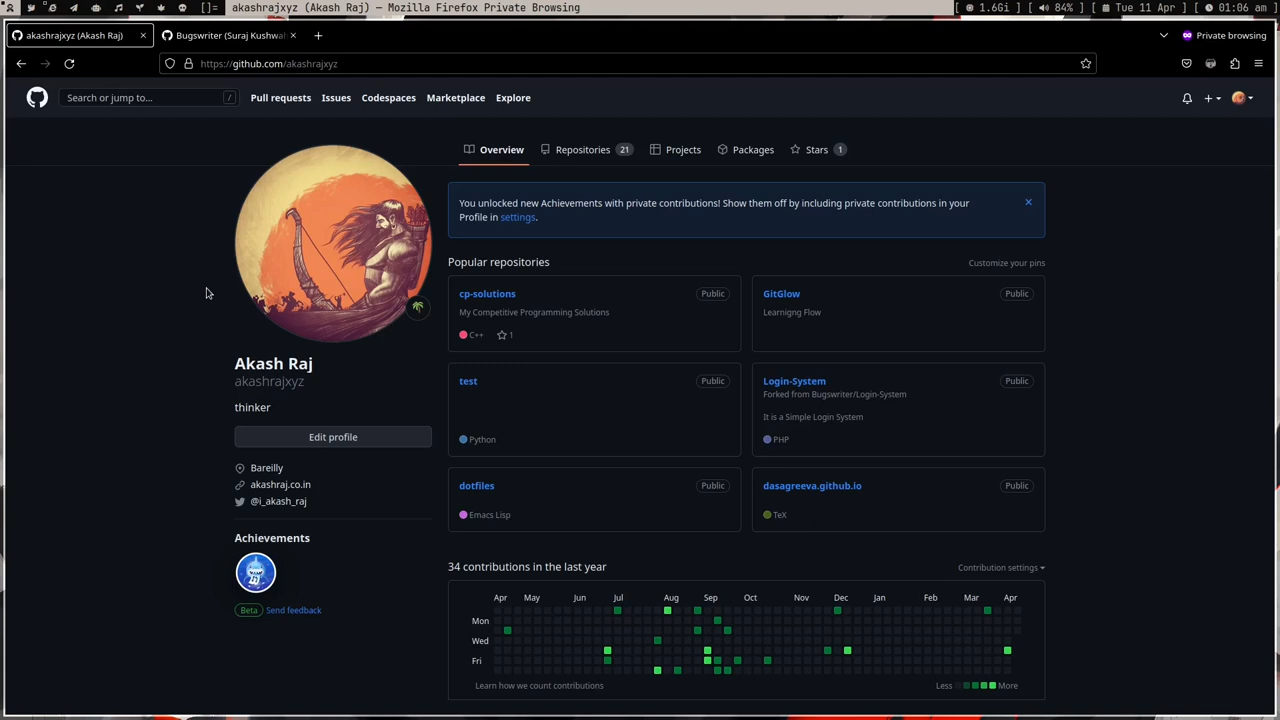 []=
akashrajxyz (Akash Raj) — Mozilla Firefox Private Browsing
[ 1.66i ] [ 84% ] [ Tue 11 Apr ] [ 01:06 am ]
akashrajxyz (Akash Raj)
Bugswriter (Suraj Kushwah
Private browsing
https://github.com/akashrajxyz
Search or jump to...
/
Pull requests
Issues
Codespaces
Marketplace
Explore
Overview
Repositories 21
Projects
Packages
Stars 1
You unlocked new Achievements with private contributions! Show them off by including private contributions in your
Profile in settings.
Akash Raj
akashrajxyz
thinker
Edit profile
Bareilly
akashraj.co.in
@i_akash_raj
Achievements
Beta Send feedback
Popular repositories
Customize your pins
cp-solutions
Public
My Competitive Programming Solutions
C++
1
GitGlow
Public
Learnigng Flow
test
Public
Python
Login-System
Public
Forked from Bugswriter/Login-System
It is a Simple Login System
PHP
dotfiles
Public
Emacs Lisp
dasagreeva.github.io
Public
TeX
34 contributions in the last year
Contribution settings
Apr May Jun Jul Aug Sep Oct Nov Dec Jan Feb Mar Apr
Mon
Wed
Fri
Learn how we count contributions
Less
More